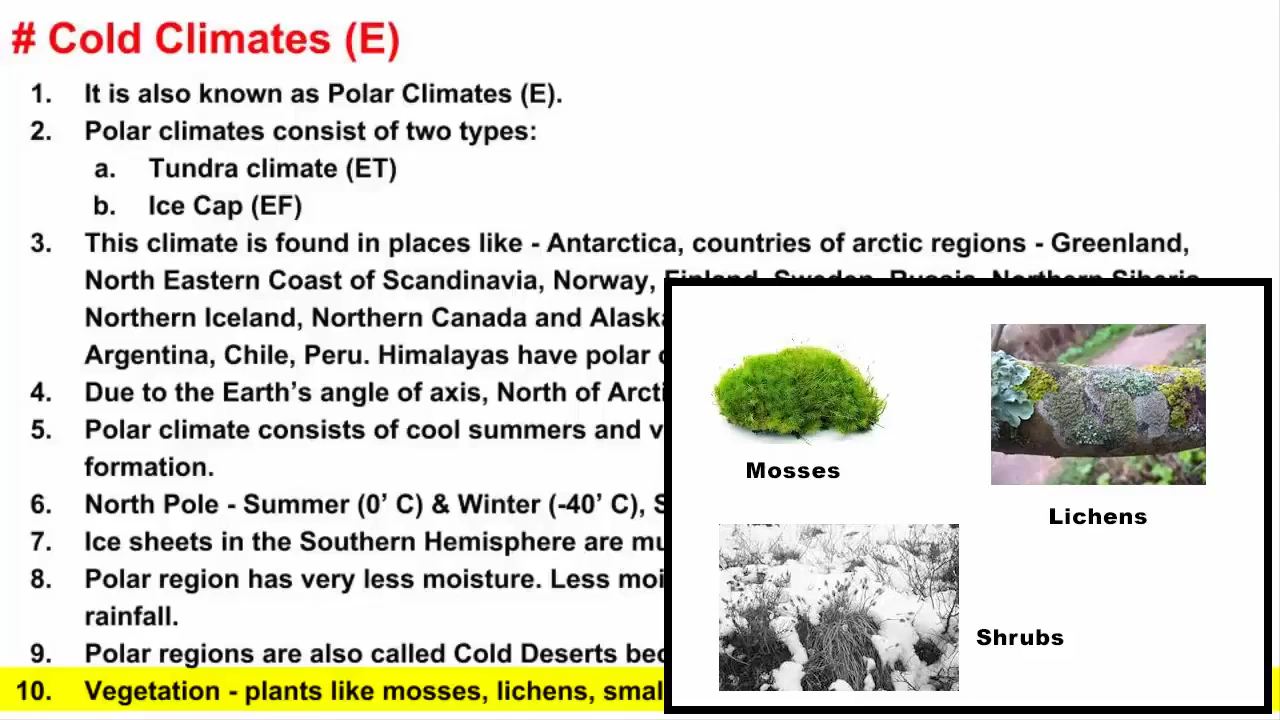 # Cold Climates (E)
1. It is also known as Polar Climates (E).
2. Polar climates consist of two types:
a. Tundra climate (ET)
b. Ice Cap (EF)
3. This climate is found in places like - Antarctica, countries of arctic regions - Greenland,
North Eastern Coast of Scandinavia, Norway, Finland, Sweden, Russia, Northern Siberia
Northern Iceland, Northern Canada and
Argentina, Chile, Peru. Himalayas have polar
4. Due to the Earth’s angle of axis, North of
5. Polar climate consists of cool summers and
formation.
6. North Pole - Summer (0’ C) & Winter (-40’ C),
7. Ice sheets in the Southern Hemisphere are
8. Polar region has very less moisture. Less
rainfall.
9. Polar regions are also called Cold Deserts
10. Vegetation - plants like mosses, lichens,
Mosses
Lichens
Shrubs